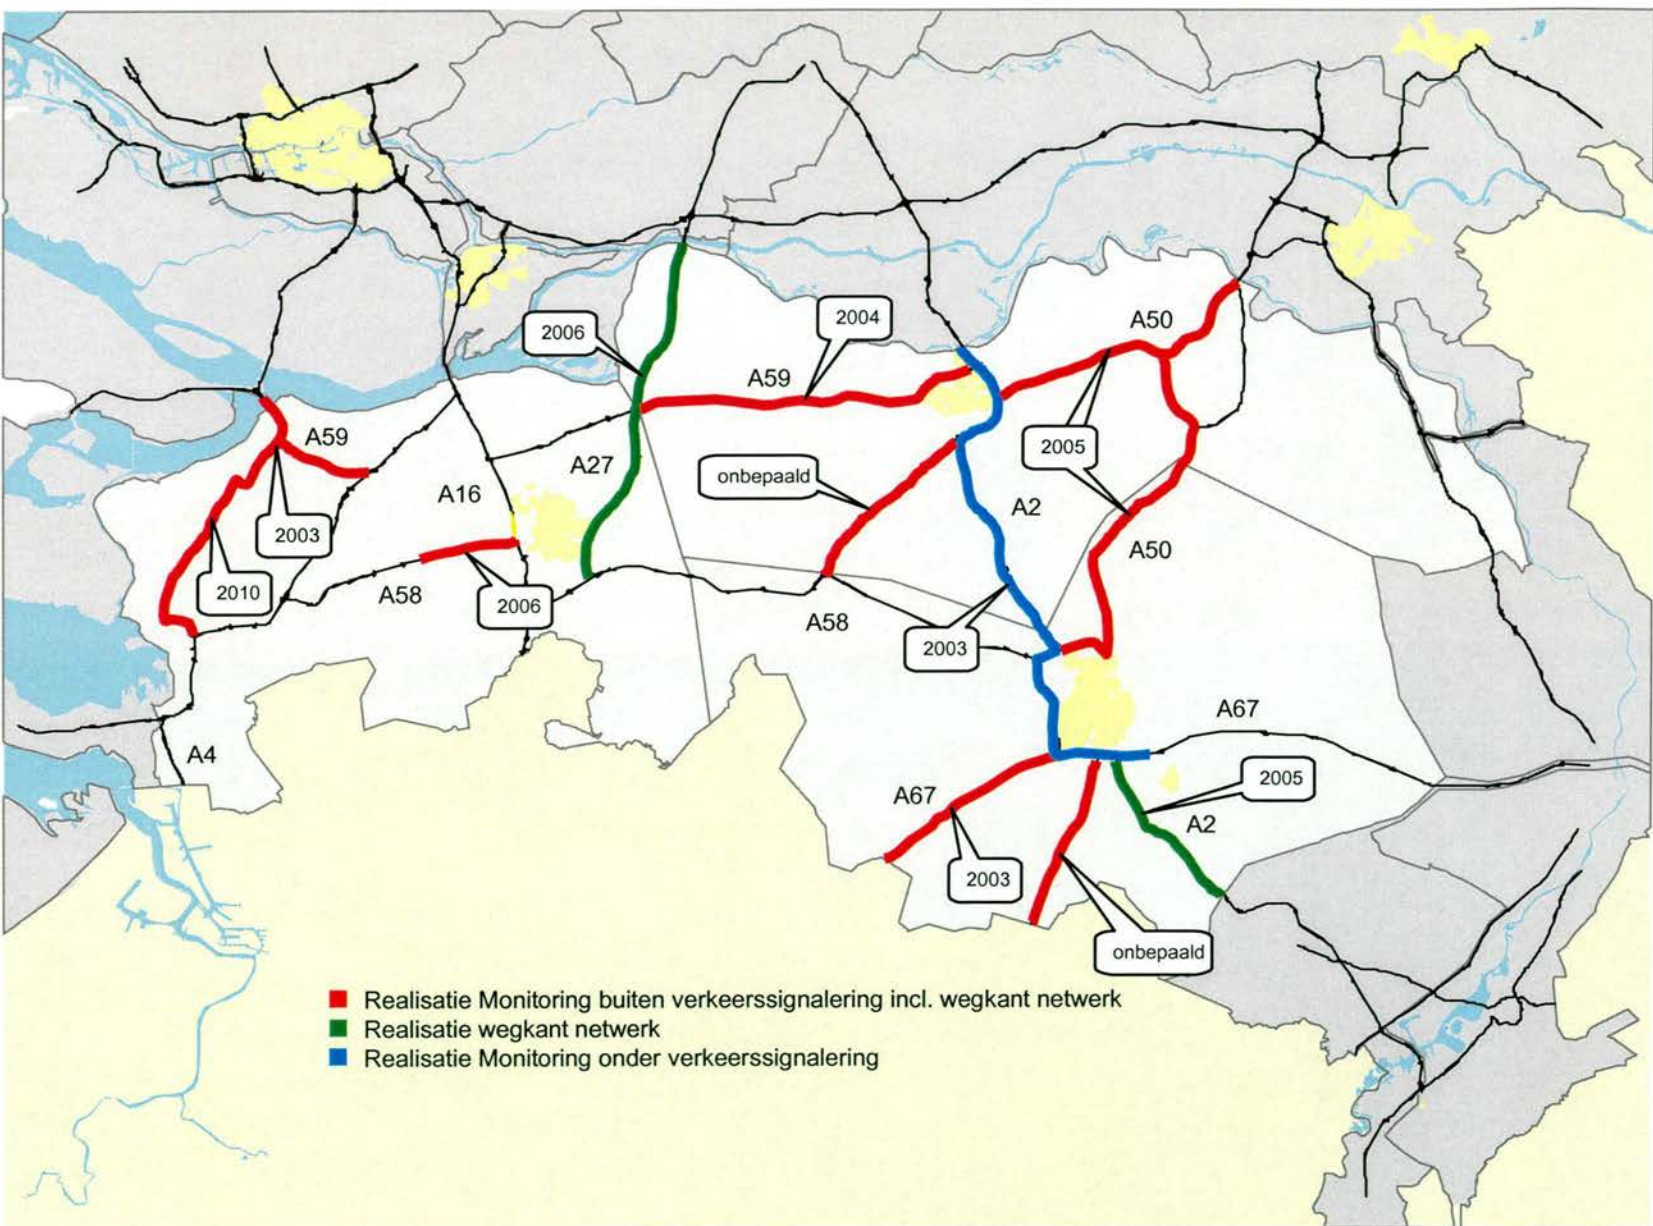 2004
A50
2006
A59
A59
2005
A27
onbepaald
A16
A2
2003
A50
2010
A58
2006
A58
2003
A67
A4
2005
A67
A2
2003
onbepaald
Realisatie Monitoring buiten verkeerssignalering incl. wegkant netwerk
Realisatie wegkant netwerk
Realisatie Monitoring onder verkeerssignalering